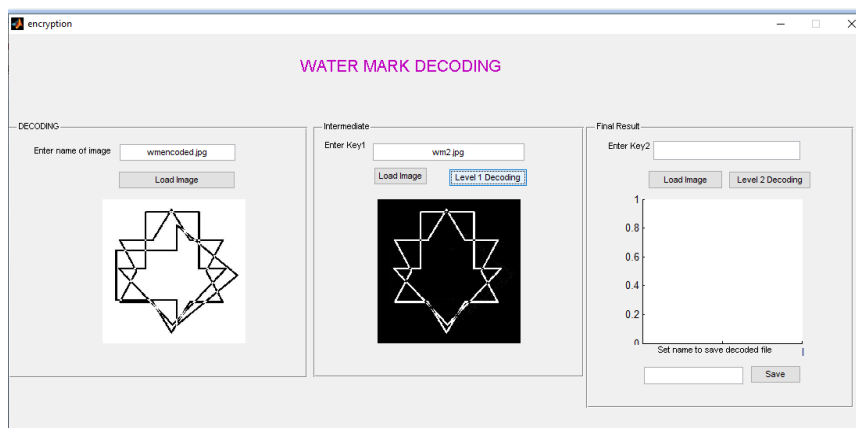 encryption
WATER MARK DECODING
DECODING
Enter name of image
wmencoded.jpg
Load Image
Intermediate
Enter Key1
wm2.jpg
Load Image
Level 1 Decoding
Final Result
Enter Key2
Load Image
Level 2 Decoding
1
0.8
0.6
0.4
0.2
0
Set name to save decoded file
Save